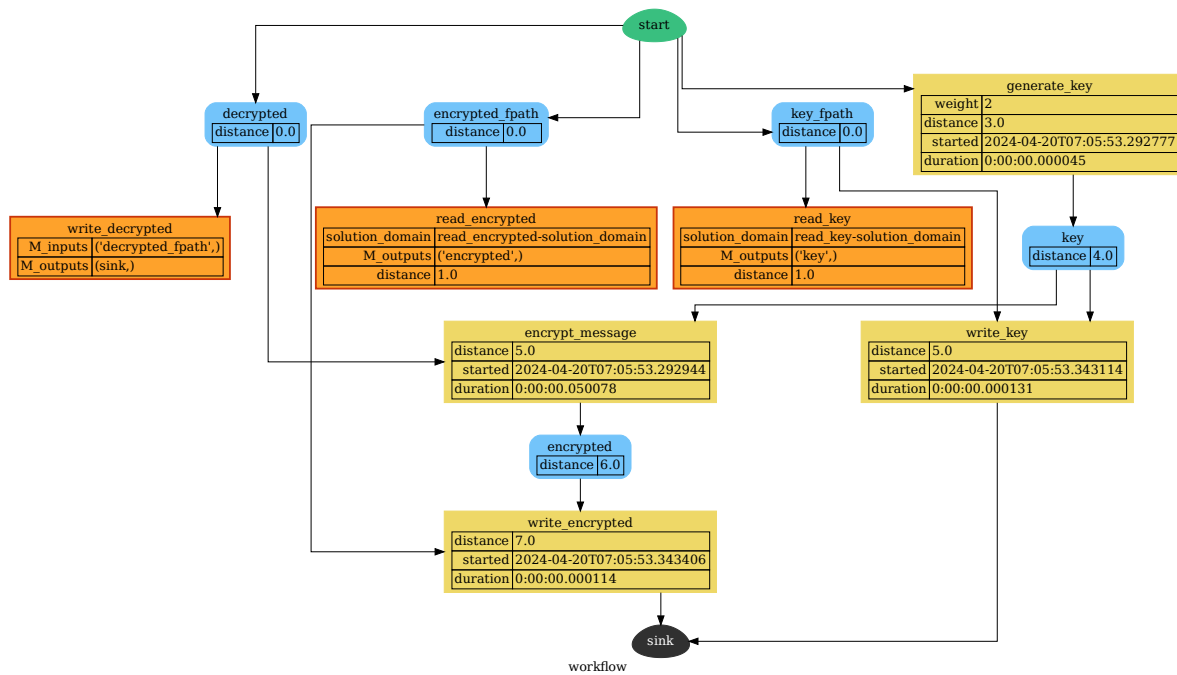 start
generate_key
weight 2
distance 3.0
started 2024-04-20T07:05:53.292777
duration 0:00:00.000045
decrypted
distance 0.0
encrypted_fpath
distance 0.0
key_fpath
distance 0.0
write_decrypted
M_inputs ('decrypted_fpath',)
M_outputs (sink,)
read_encrypted
solution_domain read_encrypted-solution_domain
M_outputs ('encrypted',)
distance 1.0
read_key
solution_domain read_key-solution_domain
M_outputs ('key',)
distance 1.0
key
distance 4.0
encrypt_message
distance 5.0
started 2024-04-20T07:05:53.292944
duration 0:00:00.050078
write_key
distance 5.0
started 2024-04-20T07:05:53.343114
duration 0:00:00.000131
encrypted
distance 6.0
write_encrypted
distance 7.0
started 2024-04-20T07:05:53.343406
duration 0:00:00.000114
sink
workflow